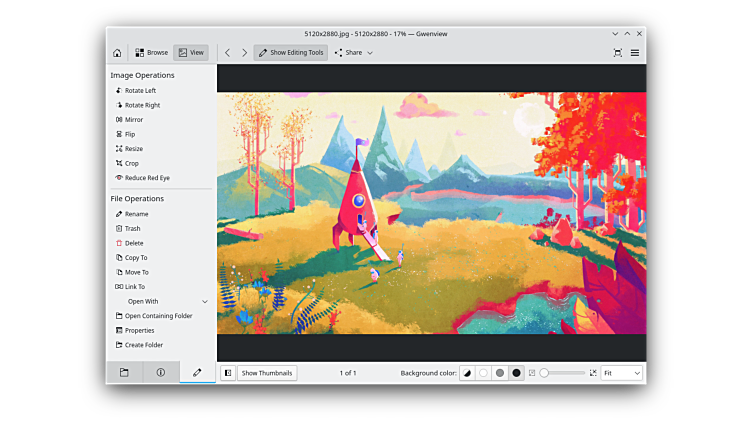 5120x2880.jpg - 5120x2880 - 17% — Gwenview
Browse View Show Editing Tools Share
Image Operations
Rotate Left
Rotate Right
Mirror
Flip
Resize
Crop
Reduce Red Eye
File Operations
Rename
Trash
Delete
Copy To
Move To
Link To
Open With
Open Containing Folder
Properties
Create Folder
Show Thumbnails 1 of 1 Background color: Fit